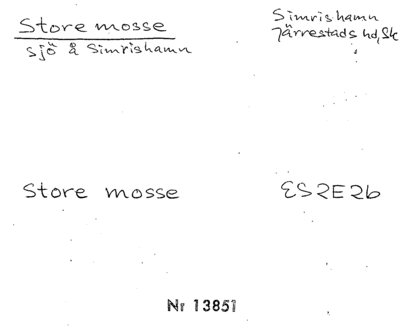 Store mosse
sjö å Simrishamn
Simrishamn
Järrestads hd, Sk
Store mosse
ES2E2b
Nr 13851